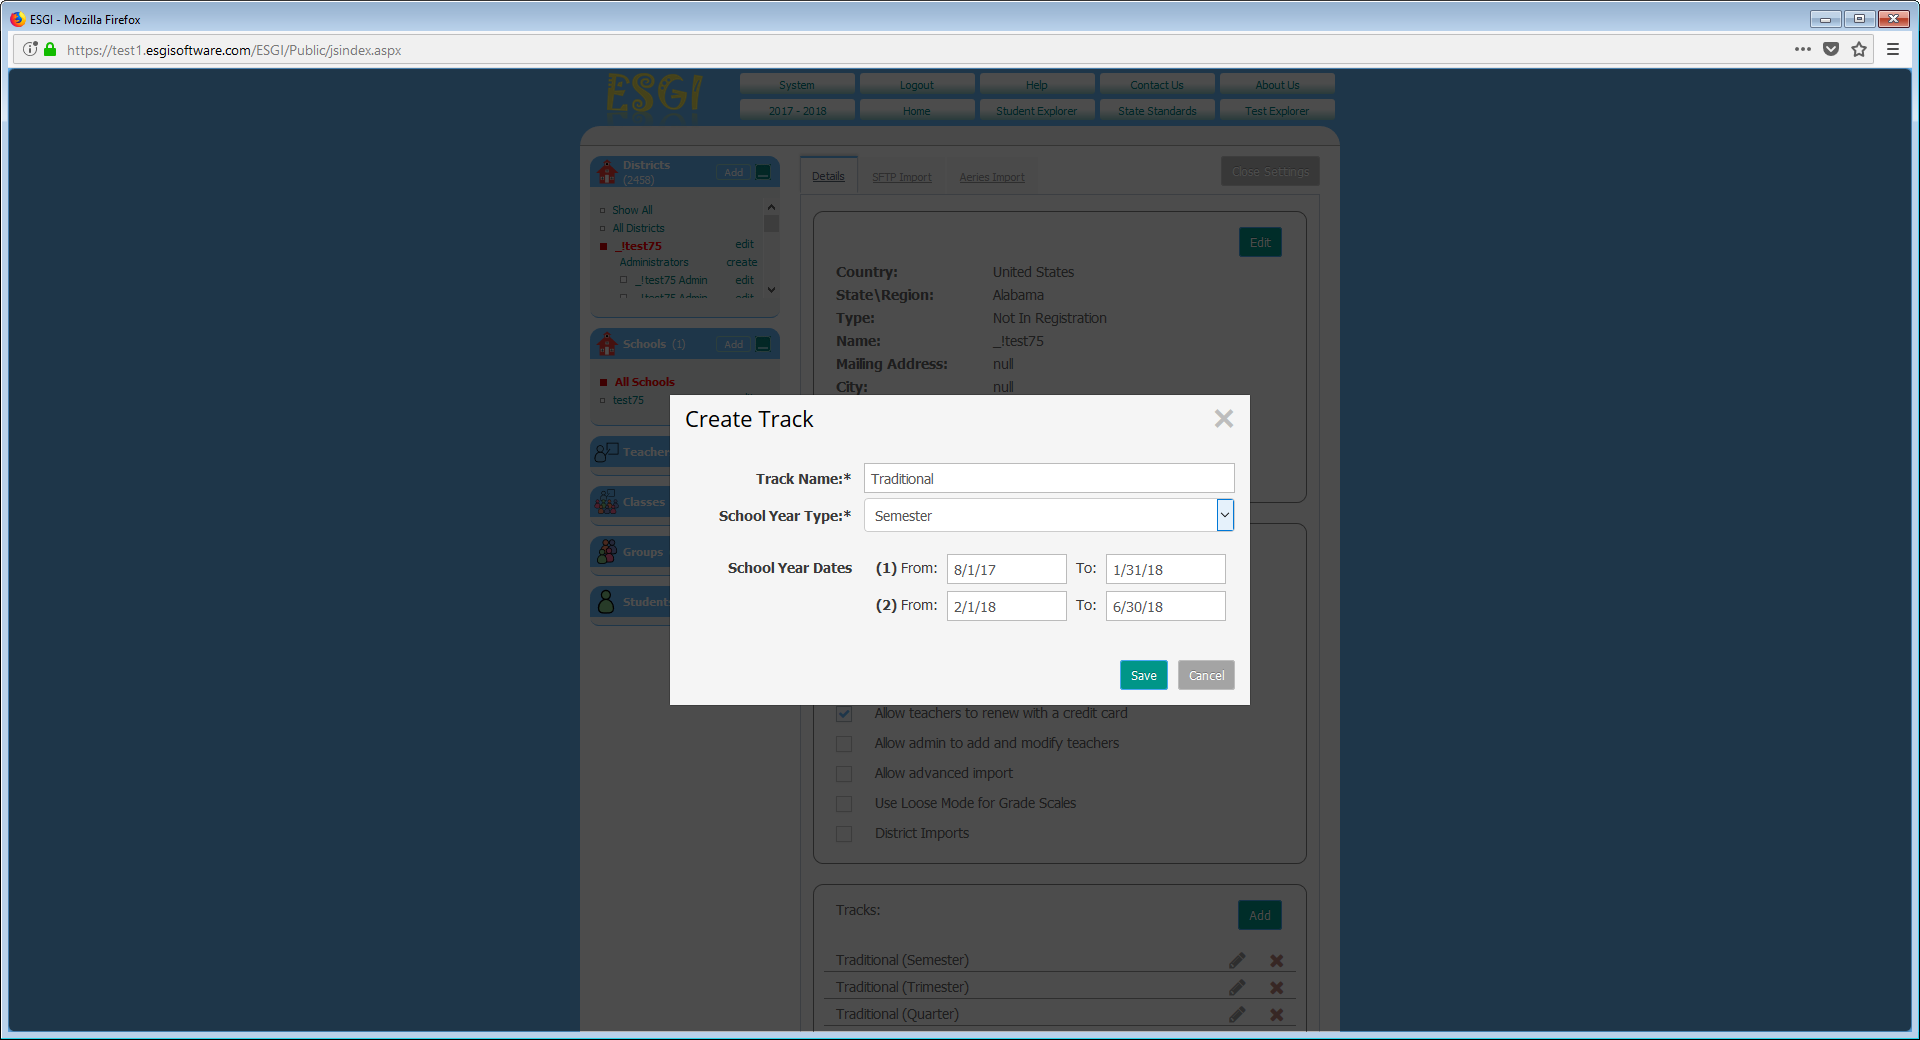 ESGI - Mozilla Firefox
https://test1.esgisoftware.com/ESGI/Public/jsindex.aspx
ESGI
System Logout Help Contact Us About Us
2017 - 2018 Home Student Explorer State Standards Test Explorer
Districts
(2458)
Add
Show All
All Districts
_!test75 edit
Administrators create
_!test75 Admin edit
_!test75 Admin edit
Schools (1) Add
All Schools
test75
Teacher
Classes
Groups
Students
Details SFTP Import Aeries Import Close Settings
Edit
Country: United States
State\Region: Alabama
Type: Not In Registration
Name: _!test75
Mailing Address: null
City: null
Create Track
Track Name:* Traditional
School Year Type:* Semester
School Year Dates (1) From: 8/1/17 To: 1/31/18
(2) From: 2/1/18 To: 6/30/18
Save Cancel
Allow teachers to renew with a credit card
Allow admin to add and modify teachers
Allow advanced import
Use Loose Mode for Grade Scales
District Imports
Tracks: Add
Traditional (Semester)
Traditional (Trimester)
Traditional (Quarter)